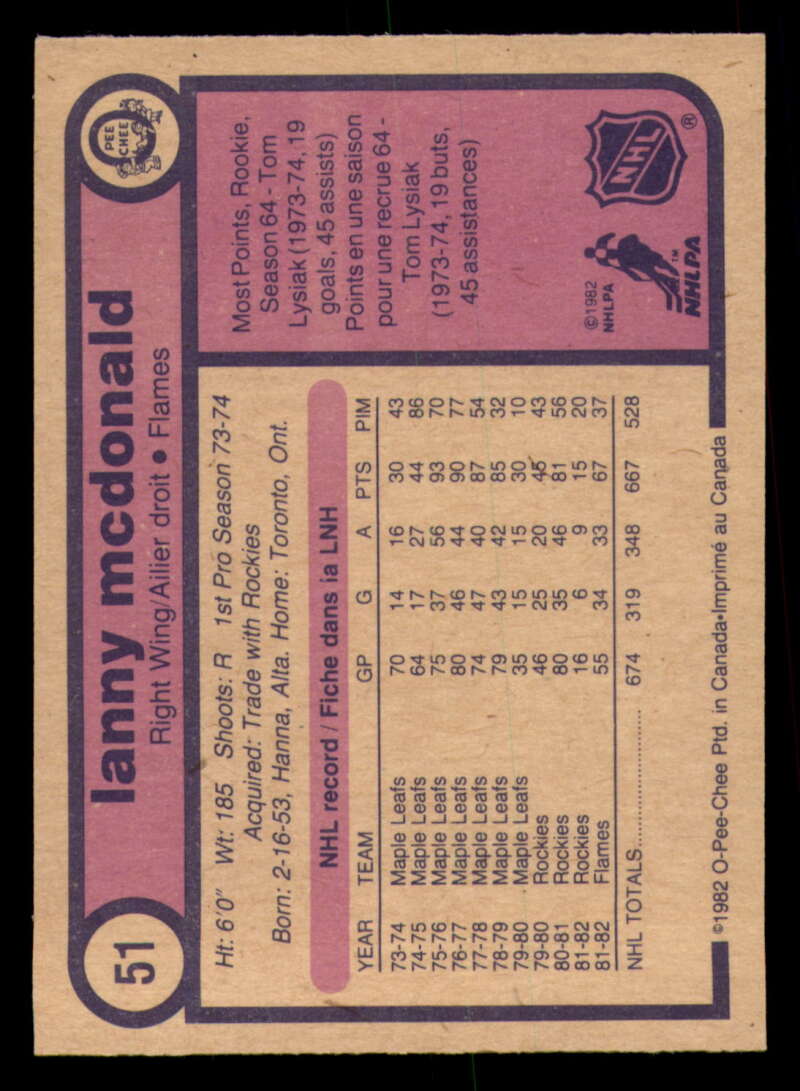 51
lanny mcdonald
Right Wing/Ailier droit • Flames
O
PEE
CHEE
Ht: 6'0" Wt: 185 Shoots: R 1st Pro Season 73-74
Acquired: Trade with Rockies
Born: 2-16-53, Hanna, Alta. Home: Toronto, Ont.
NHL record / Fiche dans la LNH
YEAR TEAM GP G A PTS PIM
73-74 Maple Leafs 70 14 16 30 43
74-75 Maple Leafs 64 17 27 44 86
75-76 Maple Leafs 75 37 56 93 70
76-77 Maple Leafs 80 46 44 90 77
77-78 Maple Leafs 74 47 40 87 54
78-79 Maple Leafs 79 43 42 85 32
79-80 Maple Leafs 35 15 15 30 10
79-80 Rockies 46 25 20 45 43
80-81 Rockies 80 35 46 81 56
81-82 Rockies 16 6 9 15 20
81-82 Flames 55 34 33 67 37
NHL TOTALS.................... 674 319 348 667 528
Most Points, Rookie,
Season 64 - Tom
Lysiak (1973-74, 19
goals, 45 assists)
Points en une saison
pour une recrue 64 -
Tom Lysiak
(1973-74, 19 buts,
45 assistances)
©1982
NHLPA
™
NHLPA
NHL
®
©1982 O-Pee-Chee Ptd. in Canada•Imprimé au Canada